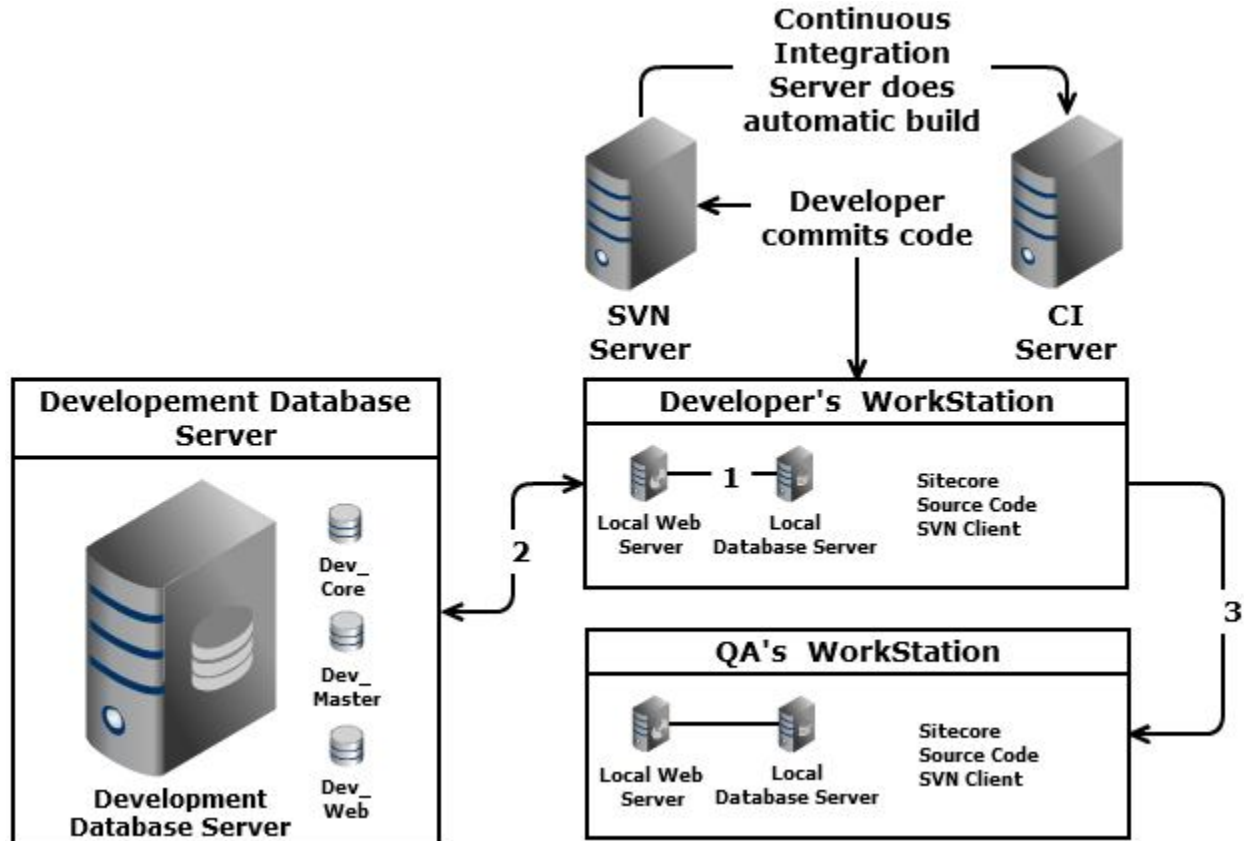 Continuous
Integration
Server does
automatic build
Developer
commits code
SVN
Server
CI
Server
Developement Database
Server
Dev_
Core
Dev_
Master
Dev_
Web
Development
Database Server
2
Developer's WorkStation
1
Local Web
Server
Local
Database Server
Sitecore
Source Code
SVN Client
3
QA's WorkStation
Local Web
Server
Local
Database Server
Sitecore
Source Code
SVN Client